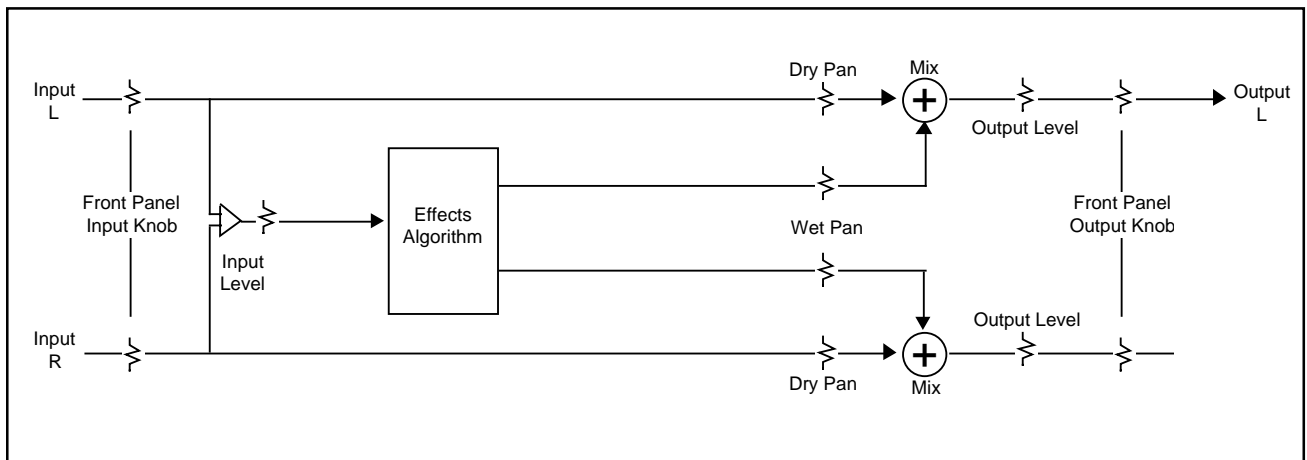 Dry Pan
Mix
Input
L
Output
L
Output Level
Front Panel
Input Knob
Effects
Algorithm
Front Panel
Output Knob
Wet Pan
Input
Level
Output Level
Input
R
Dry Pan
Mix